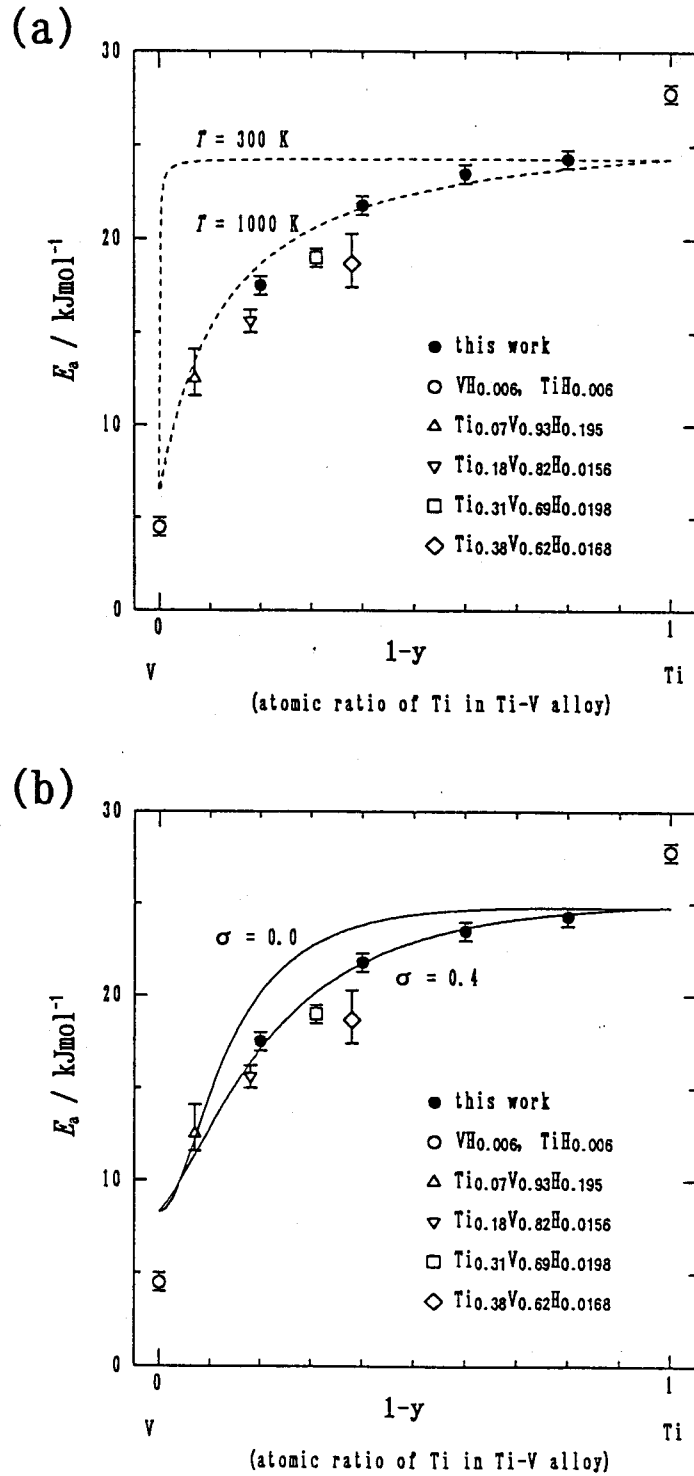 (a)
30
T = 300 K
T = 1000 K
20
Eₐ / kJmol⁻¹
● this work
○ VH₀.₀₀₆, TiH₀.₀₀₆
△ Ti₀.₀₇V₀.₉₃H₀.₁₉₅
▽ Ti₀.₁₈V₀.₈₂H₀.₀₁₅₆
□ Ti₀.₃₁V₀.₆₉H₀.₀₁₉₈
◇ Ti₀.₃₈V₀.₆₂H₀.₀₁₆₈
10
0
0 1-y 1
V Ti
(atomic ratio of Ti in Ti-V alloy)
(b)
30
σ = 0.0
σ = 0.4
20
Eₐ / kJmol⁻¹
● this work
○ VH₀.₀₀₆, TiH₀.₀₀₆
△ Ti₀.₀₇V₀.₉₃H₀.₁₉₅
▽ Ti₀.₁₈V₀.₈₂H₀.₀₁₅₆
□ Ti₀.₃₁V₀.₆₉H₀.₀₁₉₈
◇ Ti₀.₃₈V₀.₆₂H₀.₀₁₆₈
10
0
0 1-y 1
V Ti
(atomic ratio of Ti in Ti-V alloy)